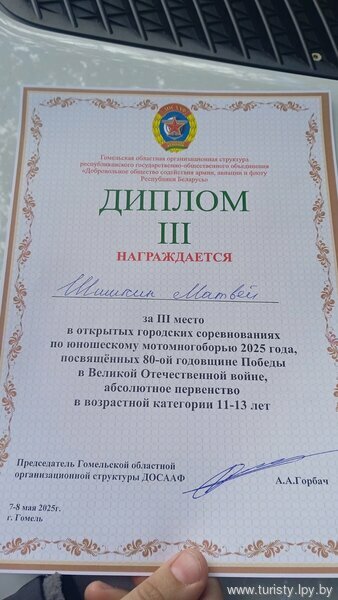 ДОСААФ
Гомельская областная организационная структура
республиканского государственно-общественного объединения
«Добровольное общество содействия армии, авиации и флоту
Республики Беларусь»
ДИПЛОМ
III
НАГРАЖДАЕТСЯ
Шишкин Матвей
за III место
в открытых городских соревнованиях
по юношескому мотомногоборью 2025 года,
посвящённых 80-ой годовщине Победы
в Великой Отечественной войне,
абсолютное первенство
в возрастной категории 11-13 лет
Председатель Гомельской областной
организационной структуры ДОСААФ
А.А.Горбач
7-8 мая 2025г.
г. Гомель
www.turisty.lpy.by